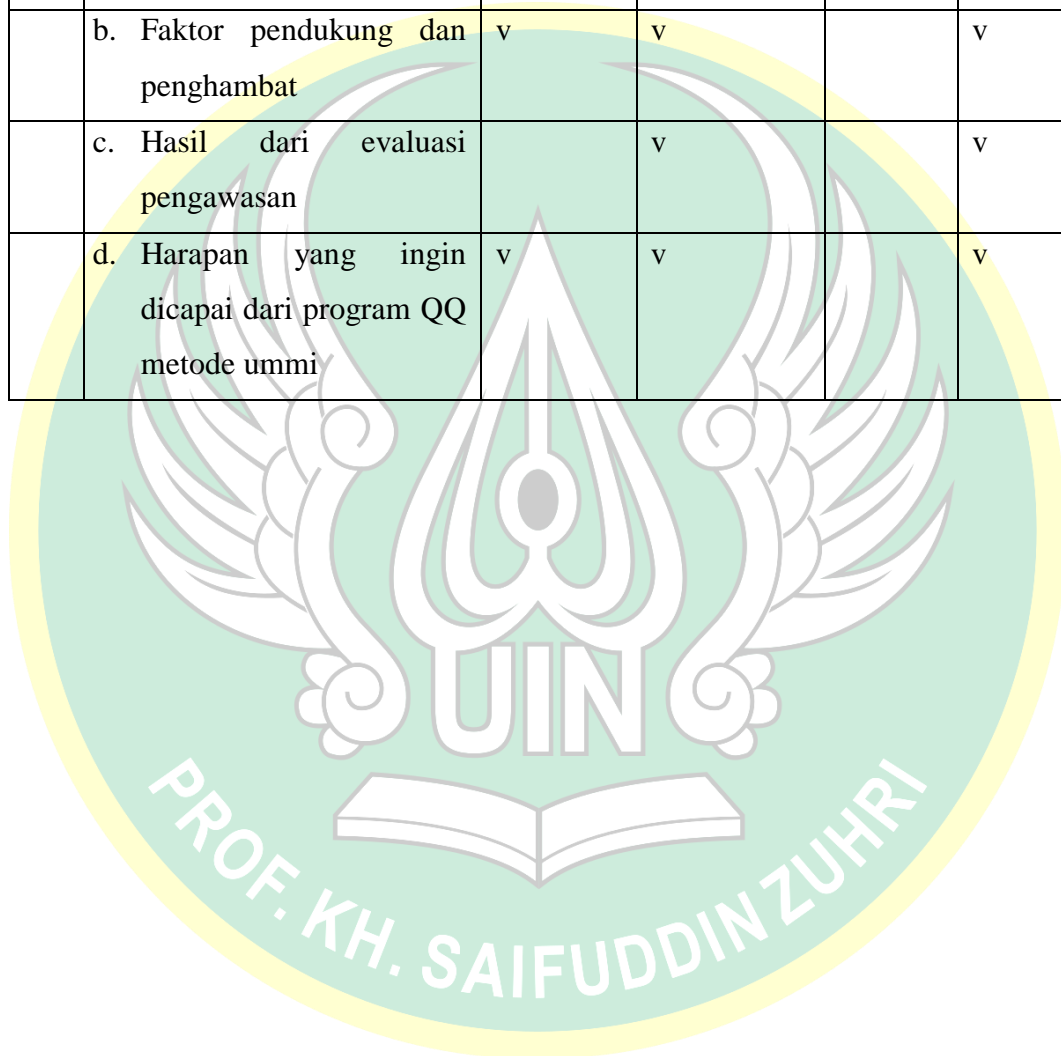 b. Faktor pendukung dan v v v
penghambat
c. Hasil dari evaluasi v v
pengawasan
d. Harapan yang ingin v v v
dicapai dari program QQ
metode ummi
UIN
PROF. KH. SAIFUDDIN ZUHRI